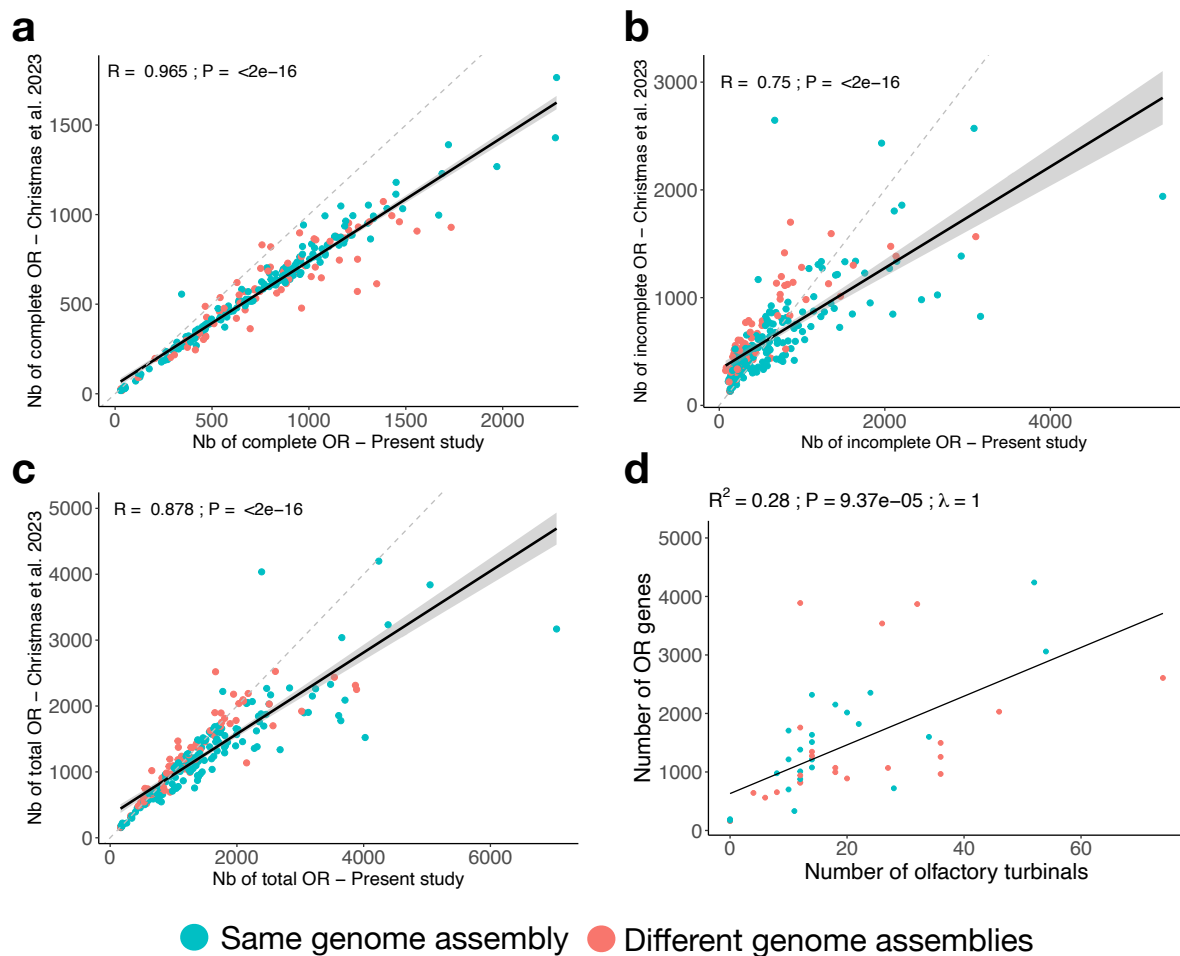 a
R = 0.965 ; P = <2e−16
Nb of complete OR − Christmas et al. 2023
1500
1000
500
0
0 500 1000 1500 2000
Nb of complete OR − Present study
b
R = 0.75 ; P = <2e−16
Nb of incomplete OR − Christmas et al. 2023
3000
2000
1000
0
0 2000 4000
Nb of incomplete OR − Present study
c
R = 0.878 ; P = <2e−16
Nb of total OR − Christmas et al. 2023
5000
4000
3000
2000
1000
0
0 2000 4000 6000
Nb of total OR − Present study
d
R² = 0.28 ; P = 9.37e−05 ; λ = 1
Number of OR genes
5000
4000
3000
2000
1000
0
0 20 40 60
Number of olfactory turbinals
Same genome assembly Different genome assemblies